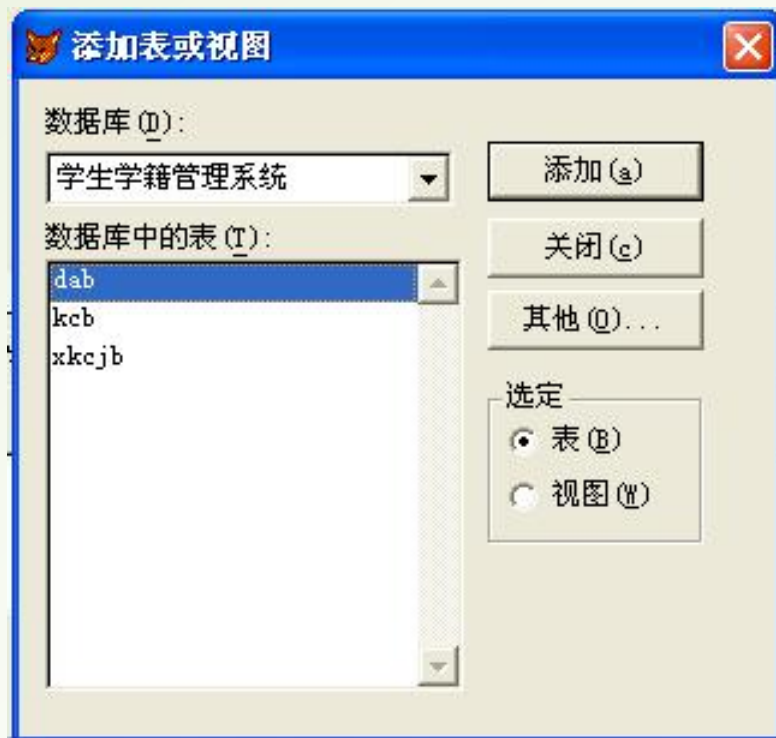 添加表或视图
数据库(D):
学生学籍管理系统
添加(a)
数据库中的表(T):
关闭(c)
dab
kcb
xkcjb
其他(O)...
选定
表(B)
视图(W)